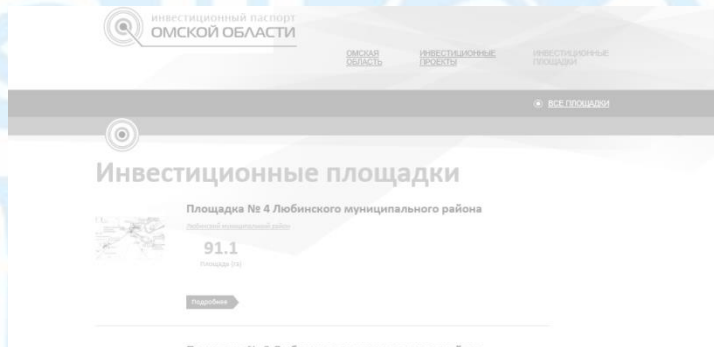 инвестиционный паспорт
ОМСКОЙ ОБЛАСТИ
ОМСКАЯ ОБЛАСТЬ
ИНВЕСТИЦИОННЫЕ ПРОЕКТЫ
ИНВЕСТИЦИОННЫЕ ПЛОЩАДКИ
ВСЕ ПЛОЩАДКИ
Инвестиционные площадки
Площадка № 4 Любинского муниципального района
Любинский муниципальный район
91.1
Площадь (га)
Подробнее